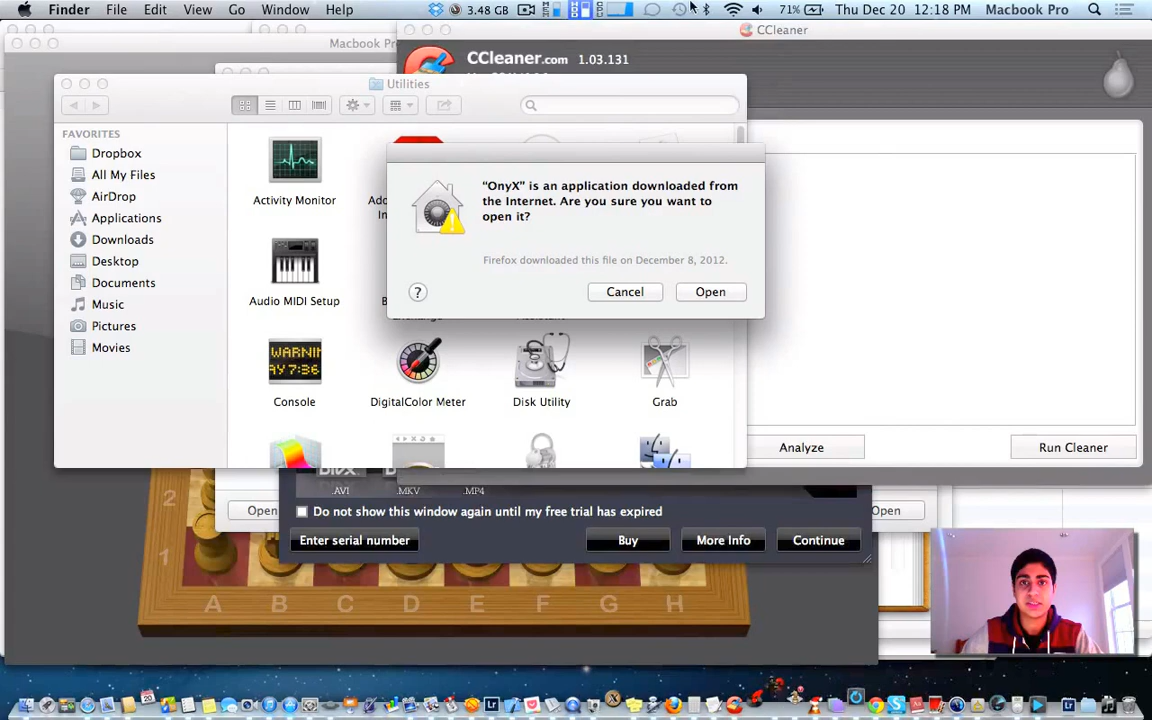 Finder File Edit View Go Window Help 3.48 GB 71% Thu Dec 20 12:18 PM Macbook Pro
CCleaner
Macbook Pr
CCleaner.com 1.03.131
Utilities
FAVORITES
Dropbox
All My Files
AirDrop
Applications
Downloads
Desktop
Documents
Music
Pictures
Movies
Activity Monitor
Audio MIDI Setup
WARNIN
AY 7:36
Console
DigitalColor Meter
Disk Utility
Grab
"OnyX" is an application downloaded from
the Internet. Are you sure you want to
open it?
Firefox downloaded this file on December 8, 2012.
?
Cancel
Open
Analyze
Run Cleaner
.AVI
.MKV
.MP4
Open
Do not show this window again until my free trial has expired
Open
Enter serial number
Buy
More Info
Continue
2
1
A B C D E F G H
20